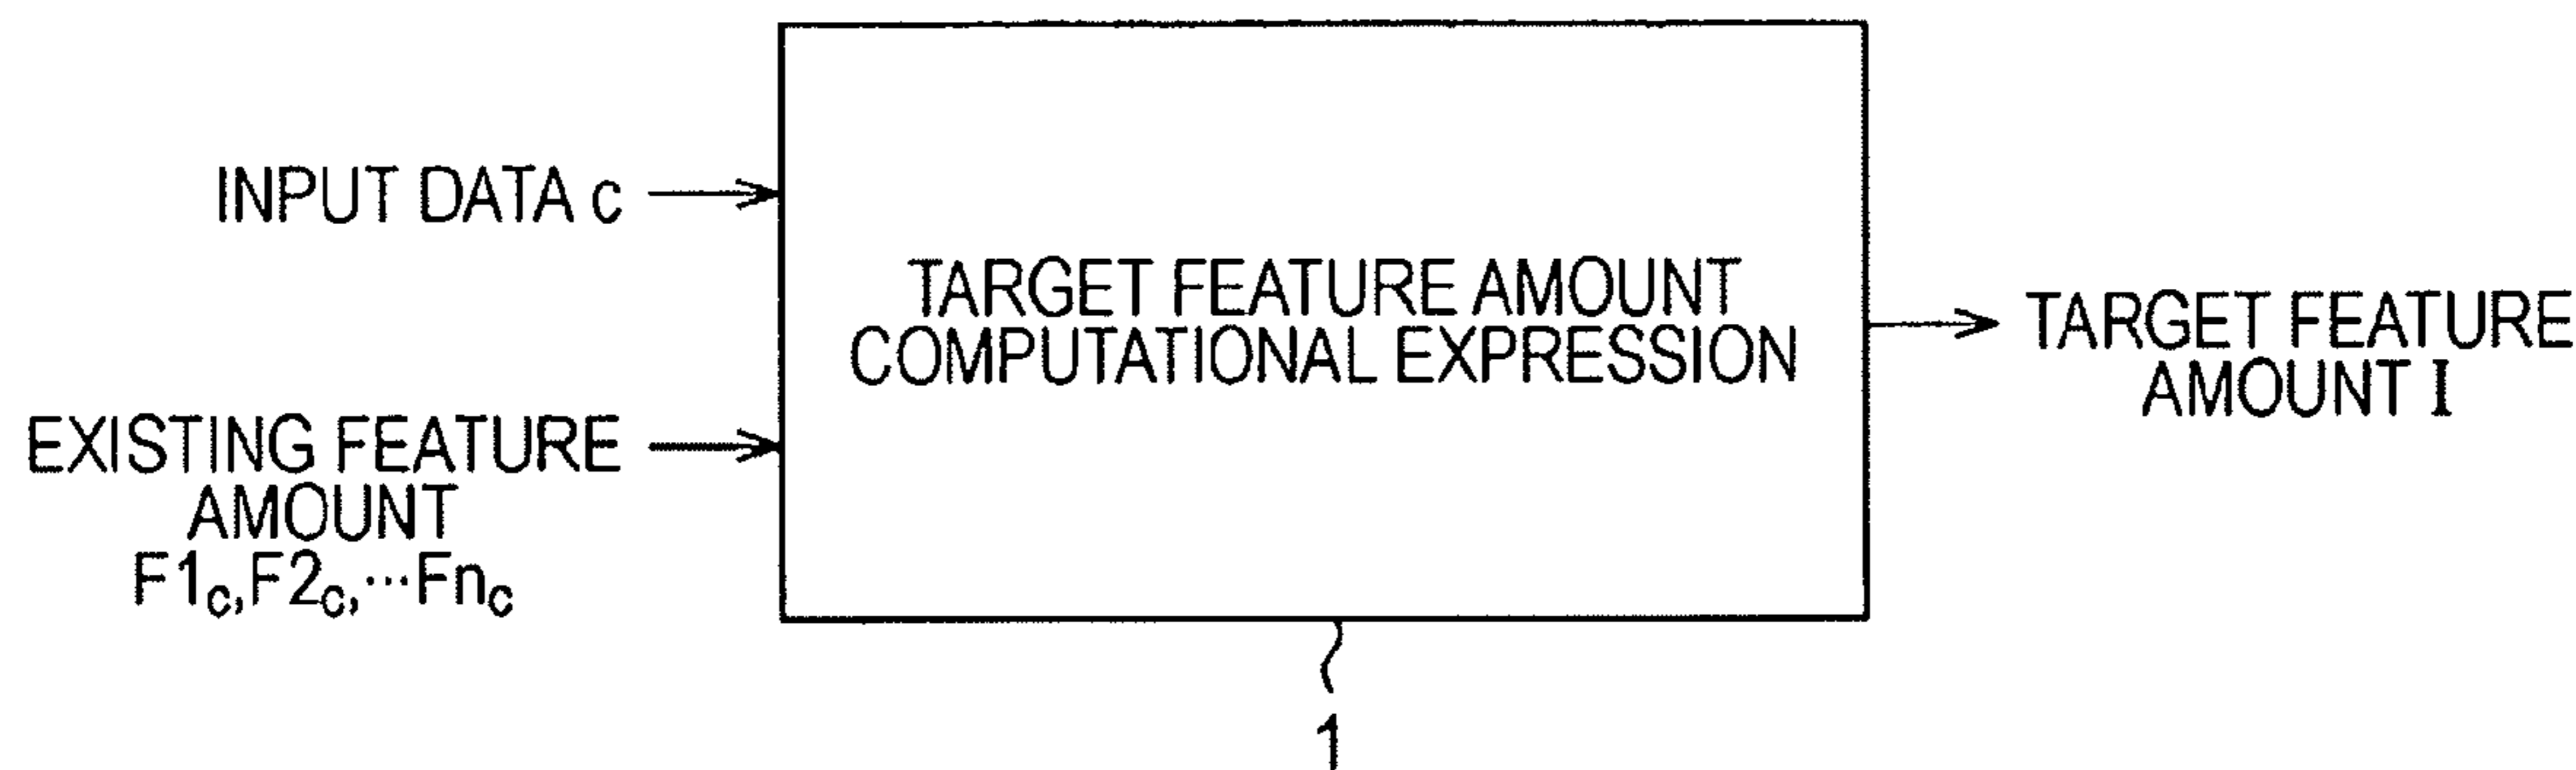 INPUT DATA c
EXISTING FEATURE
AMOUNT
F1c,F2c,···Fnc
TARGET FEATURE AMOUNT
COMPUTATIONAL EXPRESSION
TARGET FEATURE
AMOUNT I
1